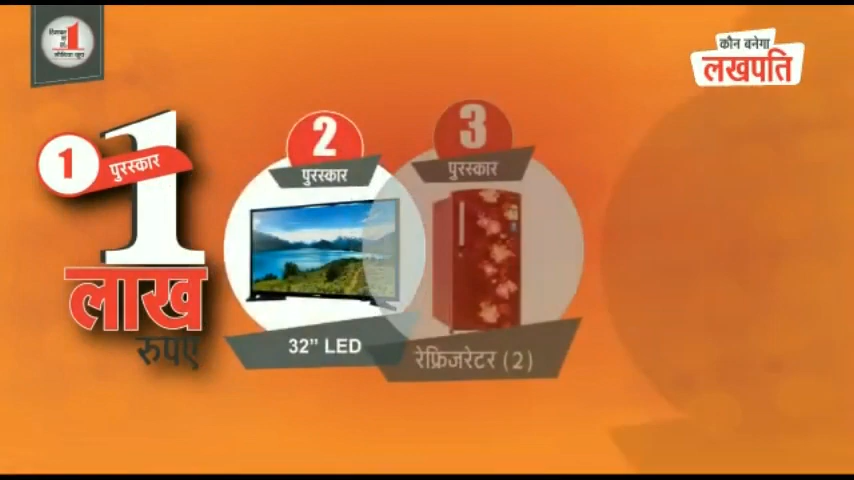 कौन बनेगा
लखपति
1 पुरस्कार
1
लाख
रुपए
2
पुरस्कार
32” LED
3
पुरस्कार
रेफ्रिजरेटर (2)